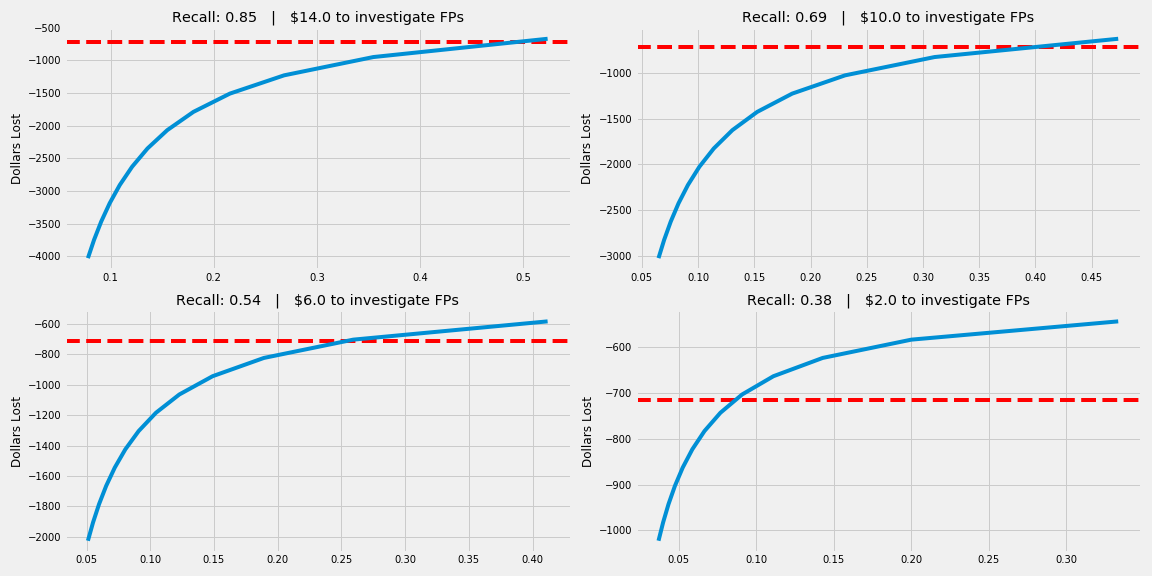 Recall: 0.85 | $14.0 to investigate FPs
Dollars Lost
−500
−1000
−1500
−2000
−2500
−3000
−3500
−4000
0.1 0.2 0.3 0.4 0.5
Recall: 0.69 | $10.0 to investigate FPs
Dollars Lost
−1000
−1500
−2000
−2500
−3000
0.05 0.10 0.15 0.20 0.25 0.30 0.35 0.40 0.45
Recall: 0.54 | $6.0 to investigate FPs
Dollars Lost
−600
−800
−1000
−1200
−1400
−1600
−1800
−2000
0.05 0.10 0.15 0.20 0.25 0.30 0.35 0.40
Recall: 0.38 | $2.0 to investigate FPs
Dollars Lost
−600
−700
−800
−900
−1000
0.05 0.10 0.15 0.20 0.25 0.30